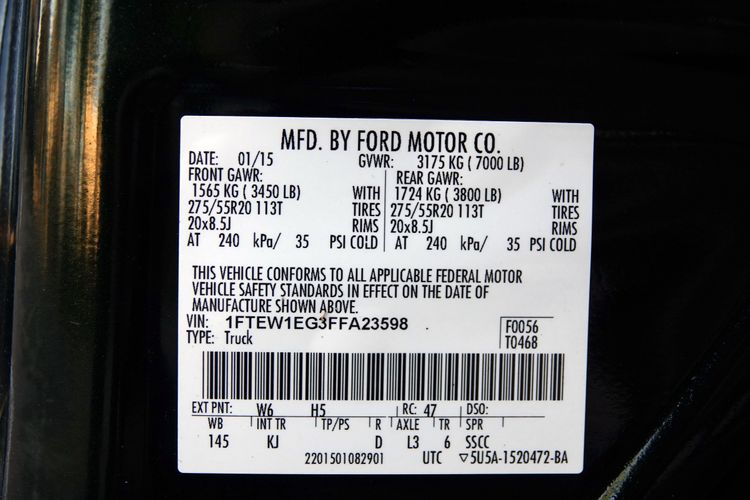 MFD. BY FORD MOTOR CO.
DATE: 01/15 GVWR: 3175 KG ( 7000 LB)
FRONT GAWR: REAR GAWR:
1565 KG ( 3450 LB) WITH 1724 KG ( 3800 LB) WITH
275/55R20 113T TIRES 275/55R20 113T TIRES
20x8.5J RIMS 20x8.5J RIMS
AT 240 kPa/ 35 PSI COLD AT 240 kPa/ 35 PSI COLD
THIS VEHICLE CONFORMS TO ALL APPLICABLE FEDERAL MOTOR
VEHICLE SAFETY STANDARDS IN EFFECT ON THE DATE OF
MANUFACTURE SHOWN ABOVE.
VIN: 1FTEW1EG3FFA23598 F0056
TYPE: Truck T0468
EXT PNT: W6 H5 RC: 47 DSO:
WB INT TR TP/PS R AXLE TR SPR
145 KJ D L3 6 SSCC
2201501082901 UTC ▽5U5A-1520472-BA